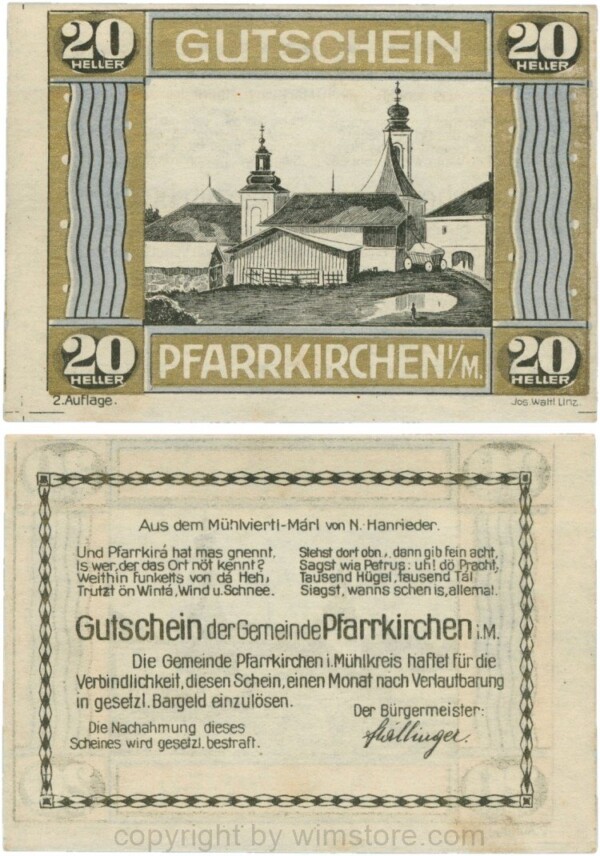 20 HELLER
GUTSCHEIN
20 HELLER
20 HELLER
PFARRKIRCHEN I/M.
20 HELLER
2.Auflage.
Jos. Waltl Linz.
Aus dem Mühlviertl-Márl von N. Hanrieder.
Und Pfarrkirá hat mas gnennt.
Is wer, der das Ort nöt kennt?
Weithin funkelts von dá Heh,
Trutzt ön Wintá, Wind u. Schnee.
Stehst dort obn, dann gib fein acht,
Sagst wia Petrus: uh! dö Pracht,
Tausend Hügel, tausend Tál
Siagst, wanns schen is, allemal.
Gutschein der Gemeinde Pfarrkirchen i.M.
Die Gemeinde Pfarrkirchen i. Mühlkreis haftet für die
Verbindlichkeit, diesen Schein, einen Monat nach Verlautbarung
in gesetzl. Bargeld einzulösen.
Die Nachahmung dieses
Scheines wird gesetzl. bestraft.
Der Bürgermeister:
copyright by wimstore.com